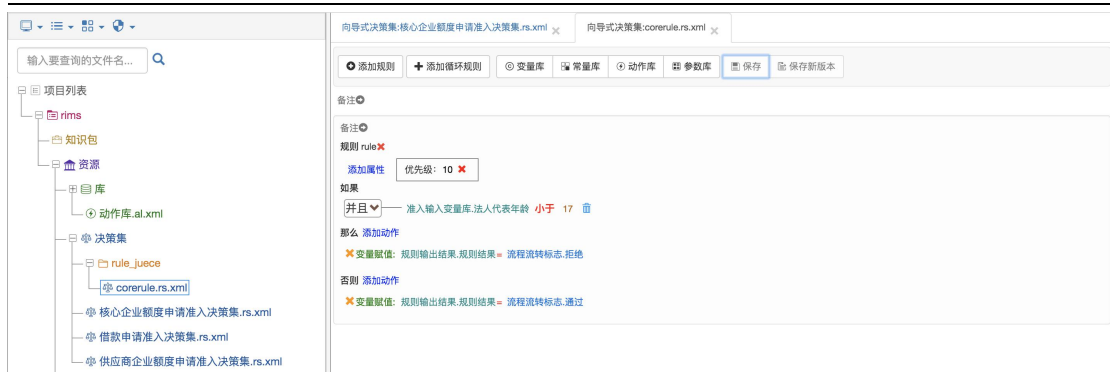 向导式决策集:核心企业额度申请准入决策集.rs.xml
向导式决策集:corerule.rs.xml
输入要查询的文件名...
添加规则 添加循环规则 变量库 常量库 动作库 参数库 保存 保存新版本
项目列表
rims
知识包
资源
库
动作库.al.xml
决策集
rule_juece
corerule.rs.xml
核心企业额度申请准入决策集.rs.xml
借款申请准入决策集.rs.xml
供应商企业额度申请准入决策集.rs.xml
备注
备注
规则 rule
添加属性 优先级: 10
如果
并且 准入输入变量库.法人代表年龄 小于 17
那么 添加动作
变量赋值: 规则输出结果.规则结果= 流程流转标志.拒绝
否则 添加动作
变量赋值: 规则输出结果.规则结果= 流程流转标志.通过